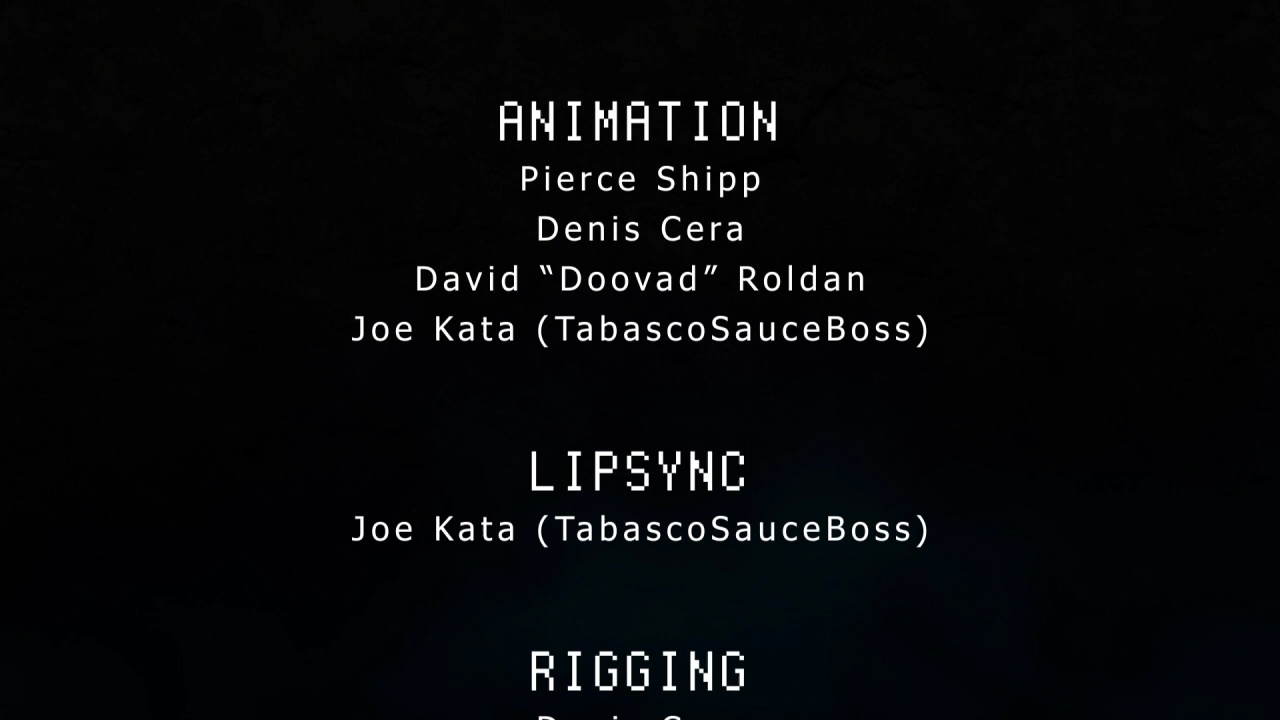 ANIMATION
Pierce Shipp
Denis Cera
David “Doovad” Roldan
Joe Kata (TabascoSauceBoss)
LIPSYNC
Joe Kata (TabascoSauceBoss)
RIGGING